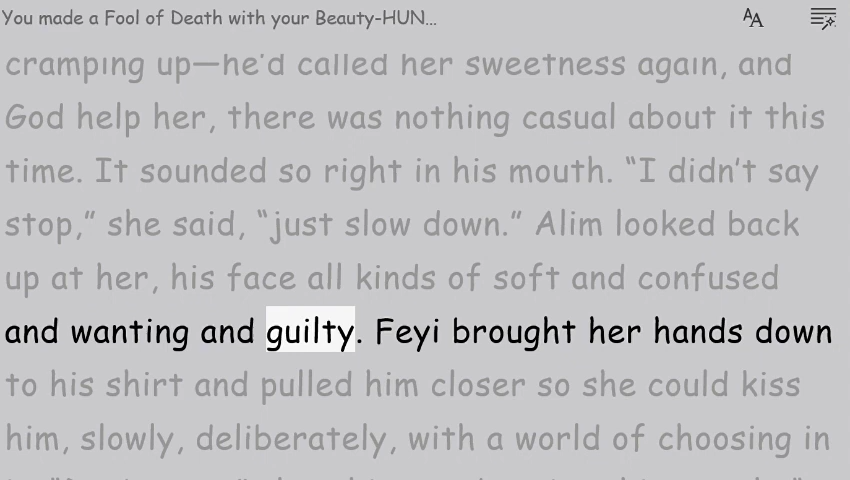 You made a Fool of Death with your Beauty-HUN...
AA
cramping up—he'd called her sweetness again, and
God help her, there was nothing casual about it this
time. It sounded so right in his mouth. “I didn’t say
stop,” she said, “just slow down.” Alim looked back
up at her, his face all kinds of soft and confused
and wanting and guilty. Feyi brought her hands down
to his shirt and pulled him closer so she could kiss
him, slowly, deliberately, with a world of choosing in